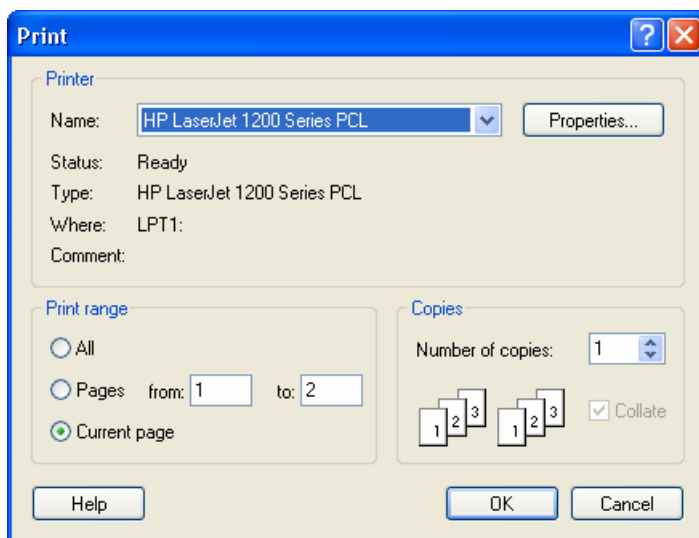 Print
Printer
Name: HP LaserJet 1200 Series PCL Properties...
Status: Ready
Type: HP LaserJet 1200 Series PCL
Where: LPT1:
Comment:
Print range
All
Pages from: 1 to: 2
Current page
Copies
Number of copies: 1
1 2 3 1 2 3 Collate
Help OK Cancel